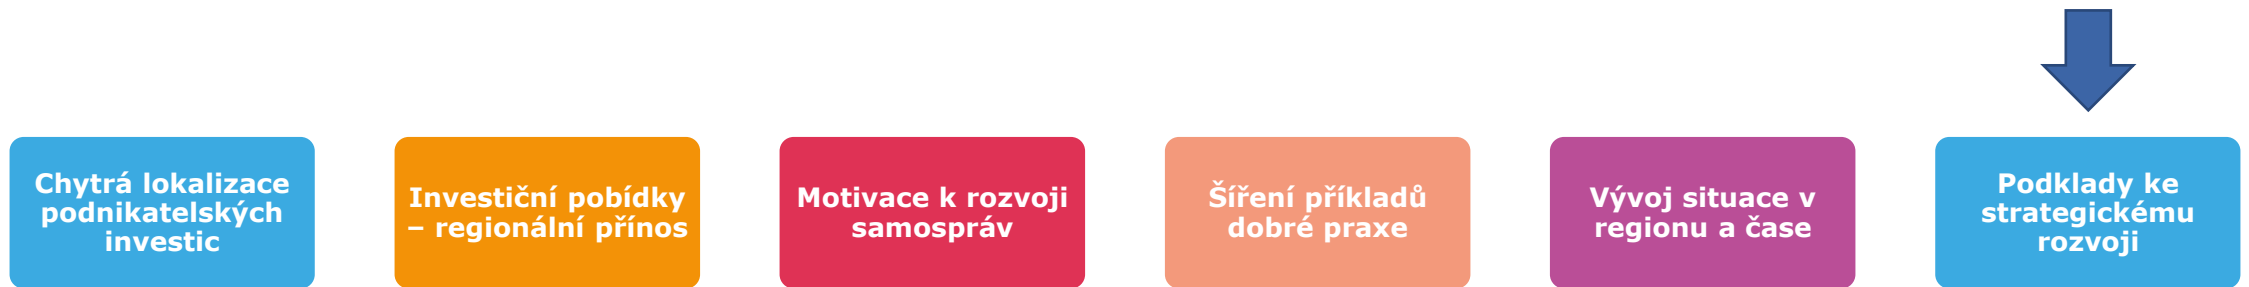 Chytrá lokalizace
podnikatelských
investic
Investiční pobídky
– regionální přínos
Motivace k rozvoji
samospráv
Šíření příkladů
dobré praxe
Vývoj situace v
regionu a čase
Podklady ke
strategickému
rozvoji